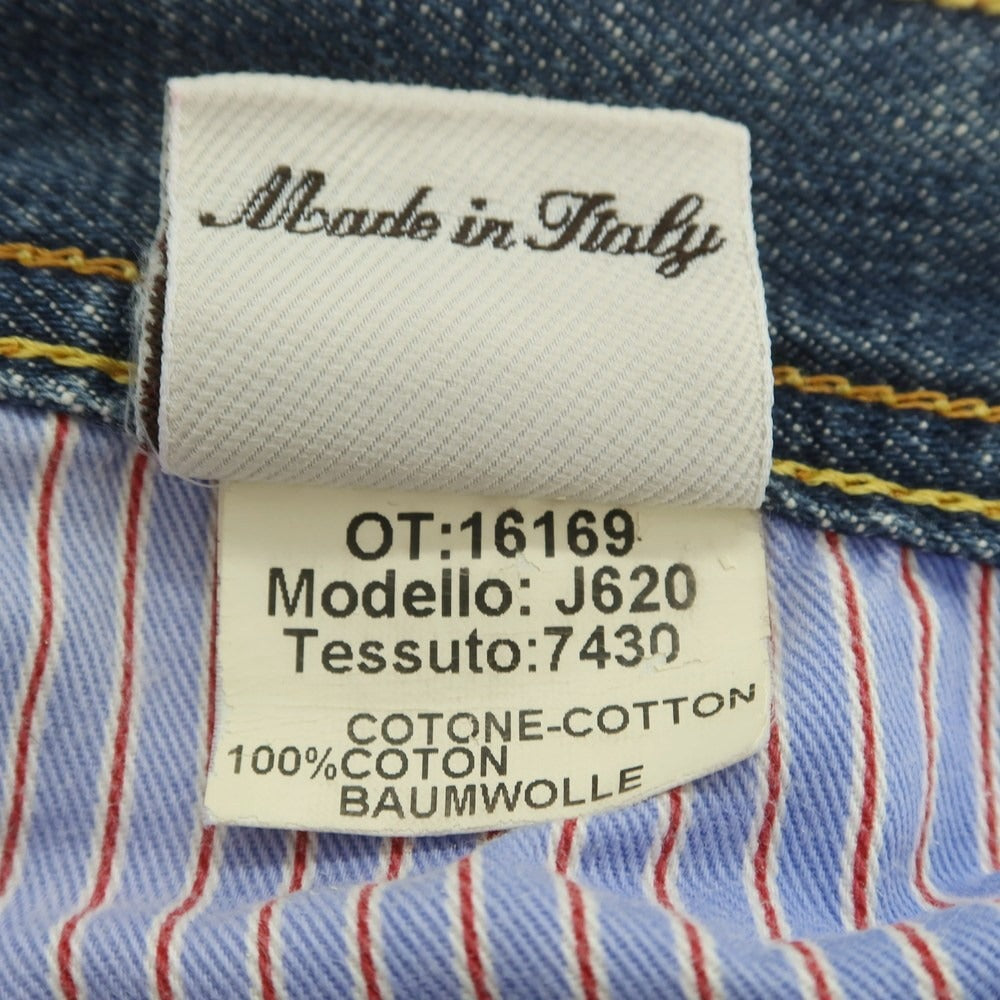 Made in Italy
OT:16169
Modello: J620
Tessuto:7430
COTONE-COTTON
100%COTON
BAUMWOLLE